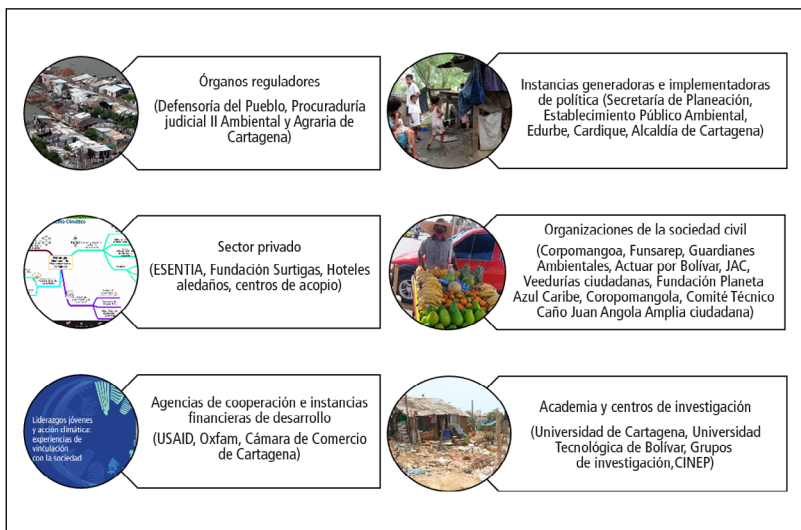 Órganos reguladores
(Defensoría del Pueblo, Procuraduría
judicial II Ambiental y Agraria de
Cartagena)
Instancias generadoras e implementadoras
de política (Secretaría de Planeación,
Establecimiento Público Ambiental,
Edurbe, Cardique, Alcaldía de Cartagena)
Sector privado
(ESENTIA, Fundación Surtigas, Hoteles
aledaños, centros de acopio)
Organizaciones de la sociedad civil
(Corpomangoa, Funsarep, Guardianes
Ambientales, Actuar por Bolívar, JAC,
Veedurías ciudadanas, Fundación Planeta
Azul Caribe, Coropomangola, Comité Técnico
Caño Juan Angola Amplia ciudadana)
Liderazgos jóvenes
y acción climática:
experiencias de
vinculación
con la sociedad
Agencias de cooperación e instancias
financieras de desarrollo
(USAID, Oxfam, Cámara de Comercio
de Cartagena)
Academia y centros de investigación
(Universidad de Cartagena, Universidad
Tecnológica de Bolívar, Grupos
de investigación,CINEP)